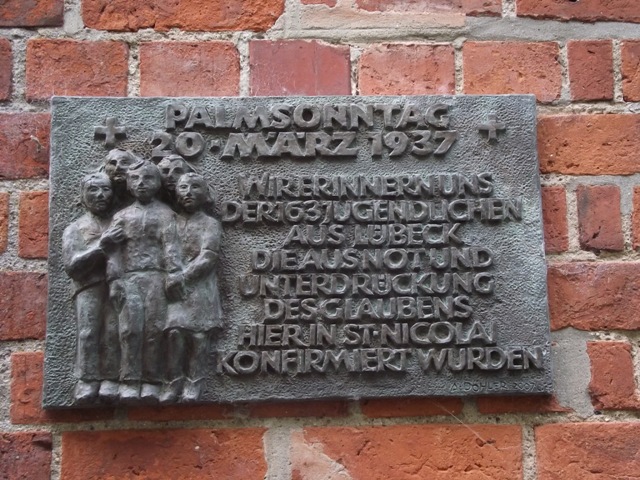 PALMSONNTAG
20·MÄRZ·1937
WIR ERINNERN UNS
DER 163 JUGENDLICHEN
AUS LÜBECK
DIE AUS NOT UND
UNTERDRÜCKUNG
DES GLAUBENS
HIER IN ST·NICOLAI
KONFIRMIERT WURDEN